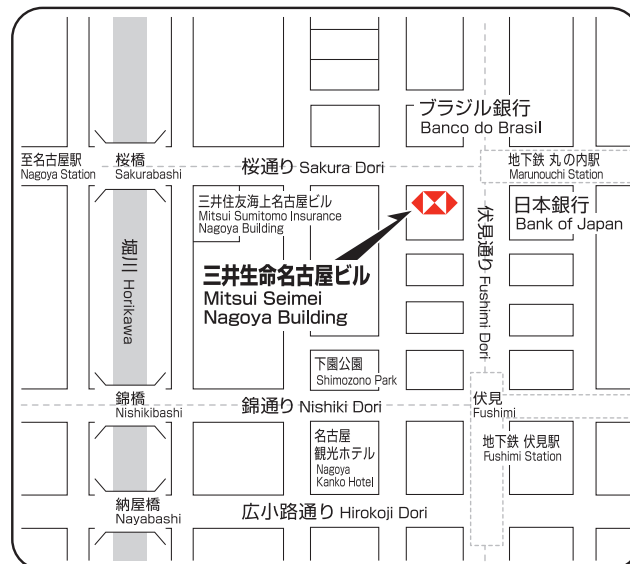 ブラジル銀行
Banco do Brasil
至名古屋駅
Nagoya Station
桜橋
Sakurabashi
桜通り Sakura Dori
地下鉄 丸の内駅
Marunouchi Station
三井住友海上名古屋ビル
Mitsui Sumitomo Insurance
Nagoya Building
日本銀行
Bank of Japan
堀川 Horikawa
伏見通り Fushimi Dori
三井生命名古屋ビル
Mitsui Seimei
Nagoya Building
下園公園
Shimozono Park
錦橋
Nishikibashi
錦通り Nishiki Dori
伏見
Fushimi
名古屋
観光ホテル
Nagoya
Kanko Hotel
地下鉄 伏見駅
Fushimi Station
納屋橋
Nayabashi
広小路通り Hirokoji Dori